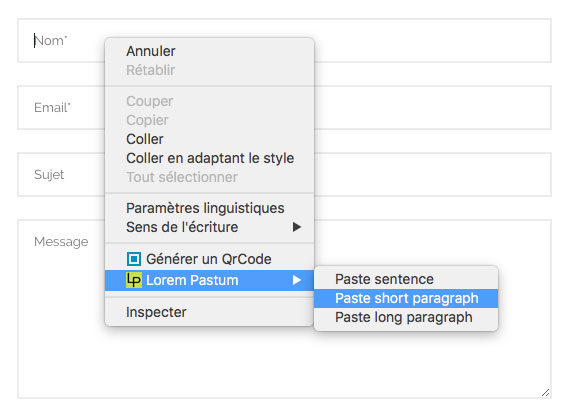 Nom*
Annuler
Rétablir
Couper
Copier
Email*
Coller
Coller en adaptant le style
Tout sélectionner
Sujet
Paramètres linguistiques
Sens de l'écriture
Message
Générer un QrCode
LP Lorem Pastum
Paste sentence
Paste short paragraph
Paste long paragraph
Inspecter